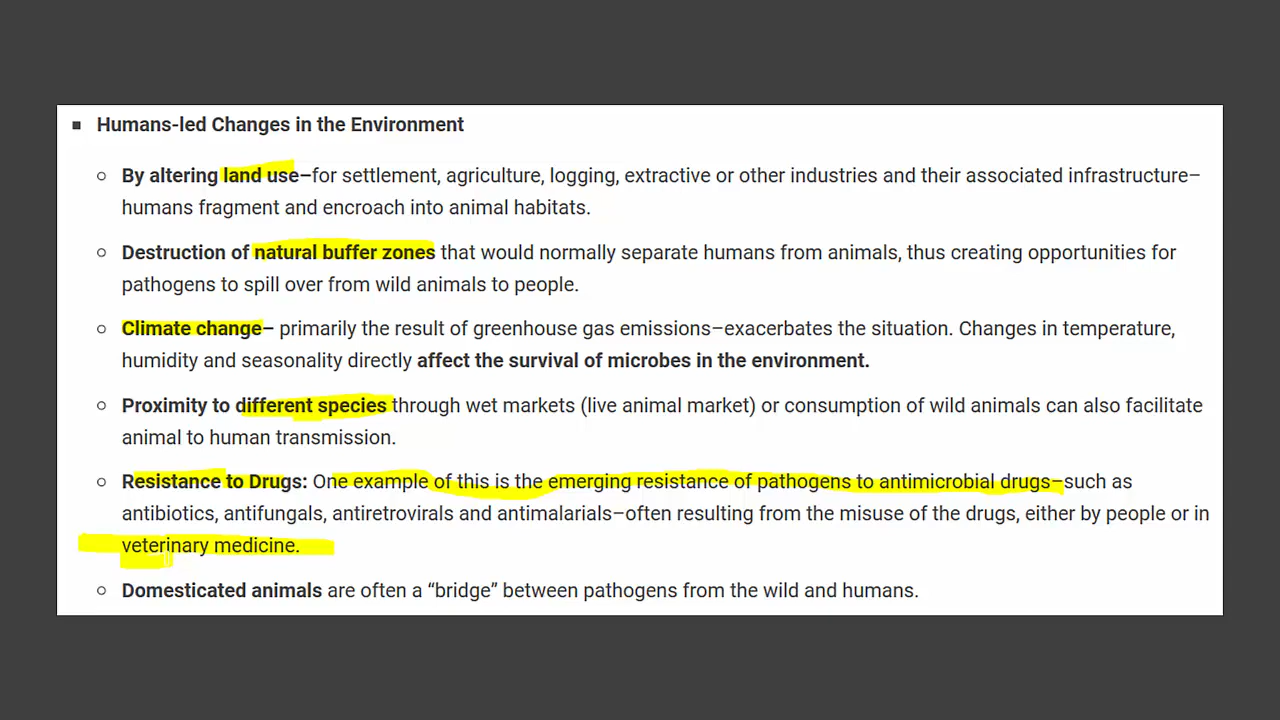 Humans-led Changes in the Environment
By altering land use–for settlement, agriculture, logging, extractive or other industries and their associated infrastructure–
humans fragment and encroach into animal habitats.
Destruction of natural buffer zones that would normally separate humans from animals, thus creating opportunities for
pathogens to spill over from wild animals to people.
Climate change– primarily the result of greenhouse gas emissions–exacerbates the situation. Changes in temperature,
humidity and seasonality directly affect the survival of microbes in the environment.
Proximity to different species through wet markets (live animal market) or consumption of wild animals can also facilitate
animal to human transmission.
Resistance to Drugs: One example of this is the emerging resistance of pathogens to antimicrobial drugs–such as
antibiotics, antifungals, antiretrovirals and antimalarials–often resulting from the misuse of the drugs, either by people or in
veterinary medicine.
Domesticated animals are often a “bridge” between pathogens from the wild and humans.